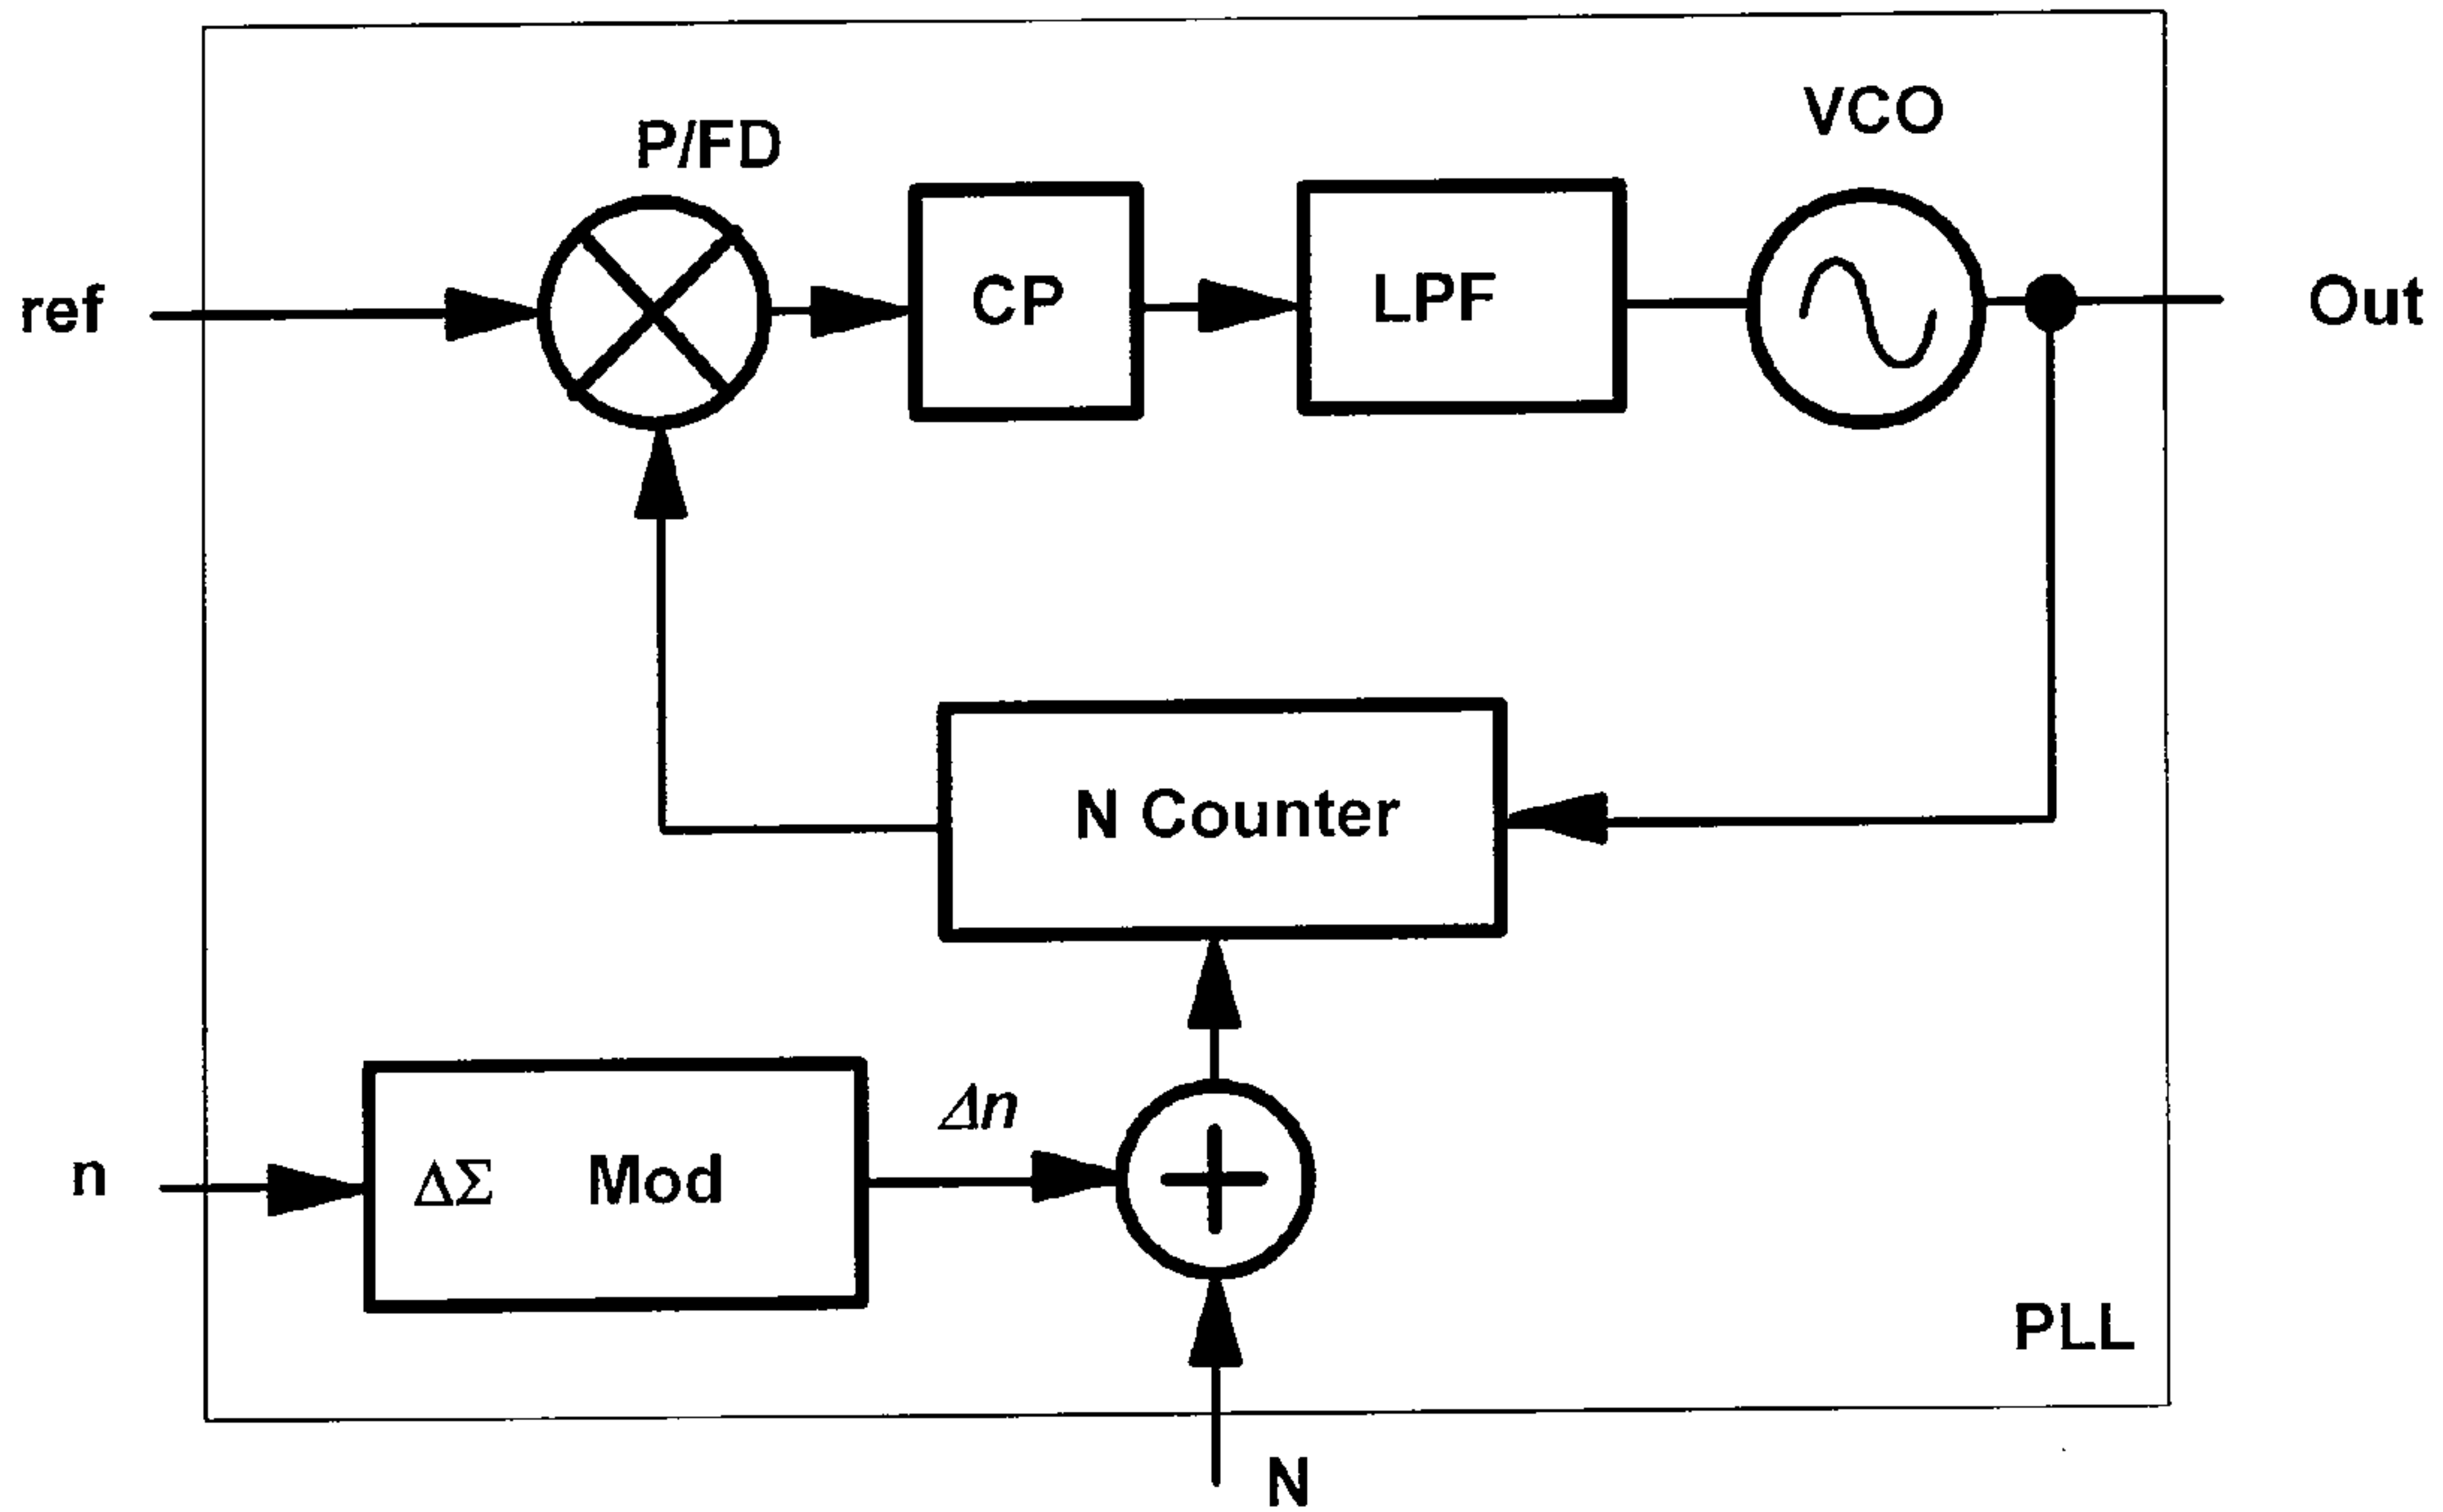 VCO
P/FD
ref
CP
LPF
Out
N Counter
Δn
n
ΔΣ Mod
PLL
N